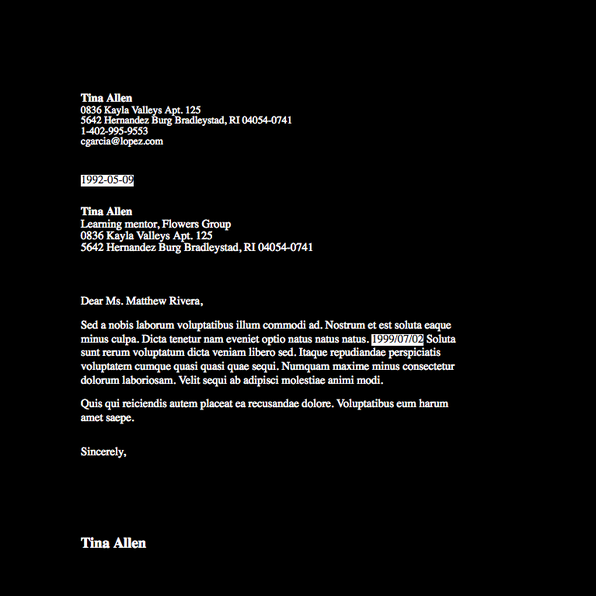 Tina Allen
0836 Kayla Valleys Apt. 125
5642 Hernandez Burg Bradleystad, RI 04054-0741
1-402-995-9553
cgarcia@lopez.com
1992-05-09
Tina Allen
Learning mentor, Flowers Group
0836 Kayla Valleys Apt. 125
5642 Hernandez Burg Bradleystad, RI 04054-0741
Dear Ms. Matthew Rivera,
Sed a nobis laborum voluptatibus illum commodi ad. Nostrum et est soluta eaque
minus culpa. Dicta tenetur nam eveniet optio natus natus natus. 1999/07/02 Soluta
sunt rerum voluptatum dicta veniam libero sed. Itaque repudiandae perspiciatis
voluptatem cumque quasi quasi quae sequi. Numquam maxime minus consectetur
dolorum laboriosam. Velit sequi ab adipisci molestiae animi modi.
Quis qui reiciendis autem placeat ea recusandae dolore. Voluptatibus eum harum
amet saepe.
Sincerely,
Tina Allen